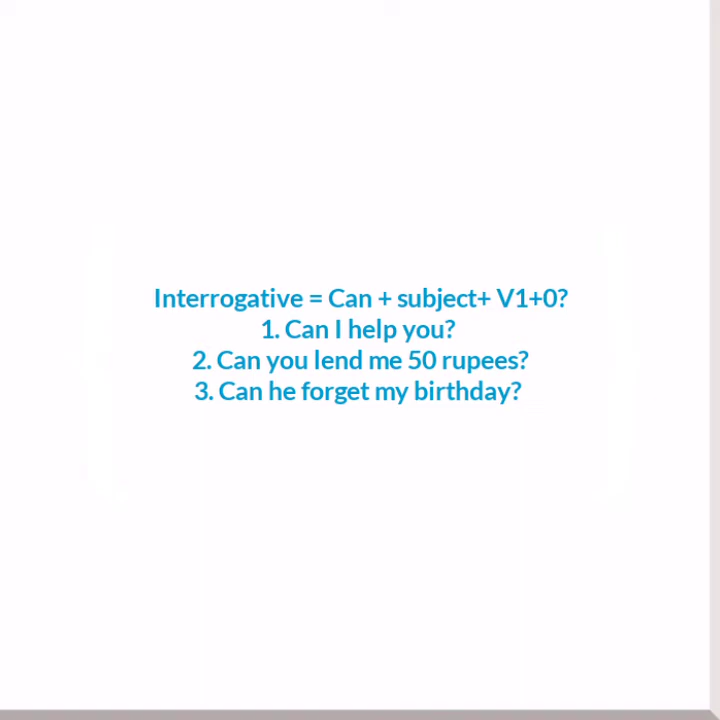 Interrogative = Can + subject+ V1+0?
1. Can I help you?
2. Can you lend me 50 rupees?
3. Can he forget my birthday?